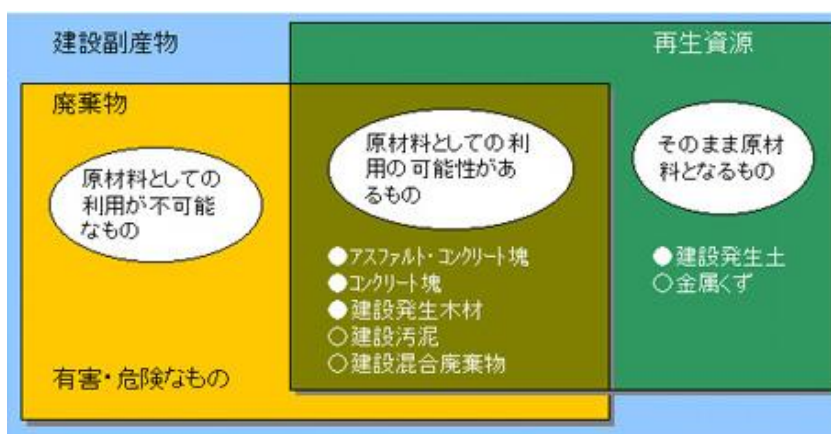 建設副産物
再生資源
廃棄物
原材料としての
利用が不可能
なもの
原材料としての利
用の可能性があ
るもの
そのまま原材
料となるもの
●アスファルト・コンクリート塊
●コンクリート塊
●建設発生木材
○建設汚泥
○建設混合廃棄物
●建設発生土
○金属くず
有害・危険なもの